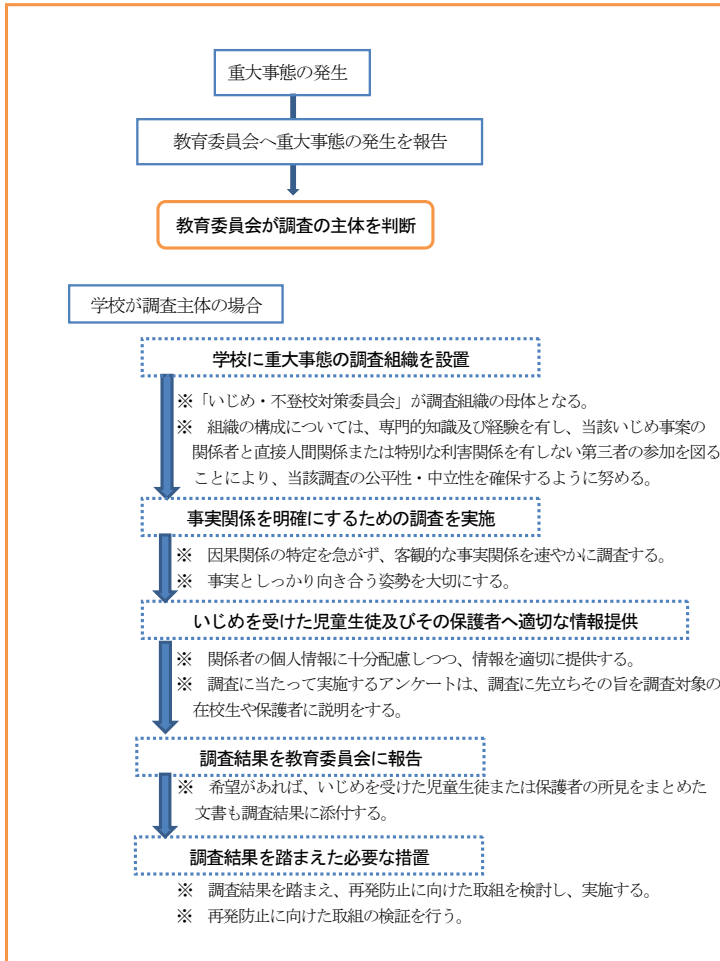 重大事態の発生
教育委員会へ重大事態の発生を報告
教育委員会が調査の主体を判断
学校が調査主体の場合
学校に重大事態の調査組織を設置
※「いじめ・不登校対策委員会」が調査組織の母体となる。
※　組織の構成については、専門的知識及び経験を有し、当該いじめ事案の
関係者と直接人間関係または特別な利害関係を有しない第三者の参加を図る
ことにより、当該調査の公平性・中立性を確保するように努める。
事実関係を明確にするための調査を実施
※　因果関係の特定を急がず、客観的な事実関係を速やかに調査する。
※　事実としっかり向き合う姿勢を大切にする。
いじめを受けた児童生徒及びその保護者へ適切な情報提供
※　関係者の個人情報に十分配慮しつつ、情報を適切に提供する。
※　調査に当たって実施するアンケートは、調査に先立ちその旨を調査対象の
在校生や保護者に説明をする。
調査結果を教育委員会に報告
※　希望があれば、いじめを受けた児童生徒または保護者の所見をまとめた
文書も調査結果に添付する。
調査結果を踏まえた必要な措置
※　調査結果を踏まえ、再発防止に向けた取組を検討し、実施する。
※　再発防止に向けた取組の検証を行う。